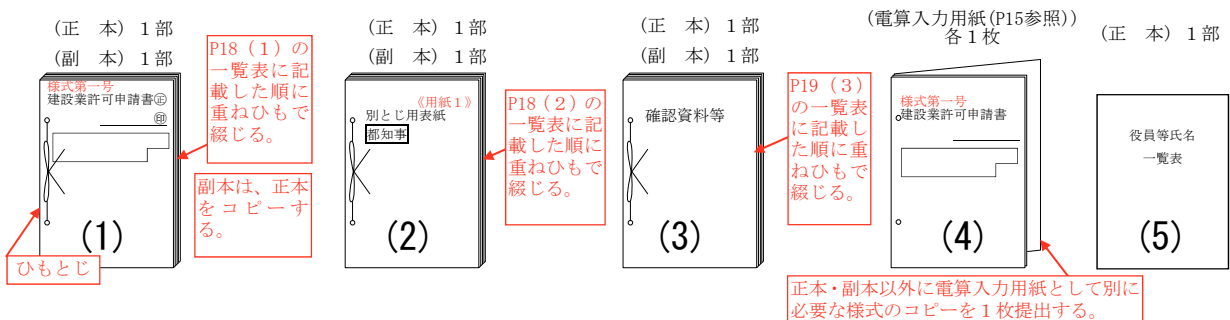 (正　本) 1部
(副　本) 1部
様式第一号
建設業許可申請書㊣
㊞
(1)
ひもとじ
P18 (1) の
一覧表に記
載した順に
重ねひもで
綴じる。
副本は、正本
をコピーす
る。
(正　本) 1部
(副　本) 1部
《用紙1》
別とじ用表紙
都知事
(2)
P18 (2) の
一覧表に記
載した順に
重ねひもで
綴じる。
(正　本) 1部
(副　本) 1部
確認資料等
(3)
P19 (3)
の一覧表
に記載し
た順に重
ねひもで
綴じる。
(電算入力用紙(P15参照))
各1枚
様式第一号
建設業許可申請書
(4)
正本・副本以外に電算入力用紙として別に
必要な様式のコピーを1枚提出する。
(正　本) 1部
役員等氏名
一覧表
(5)